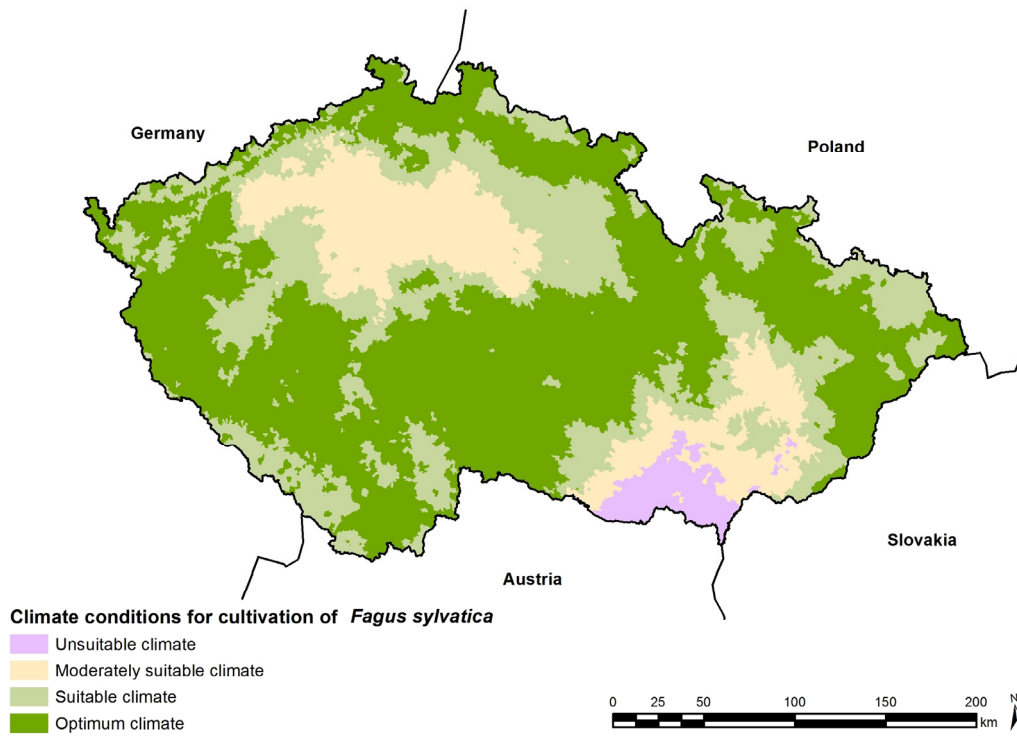 Germany
Poland
Slovakia
Austria
Climate conditions for cultivation of Fagus sylvatica
Unsuitable climate
Moderately suitable climate
Suitable climate
Optimum climate
0 25 50 100 150 200
km
N